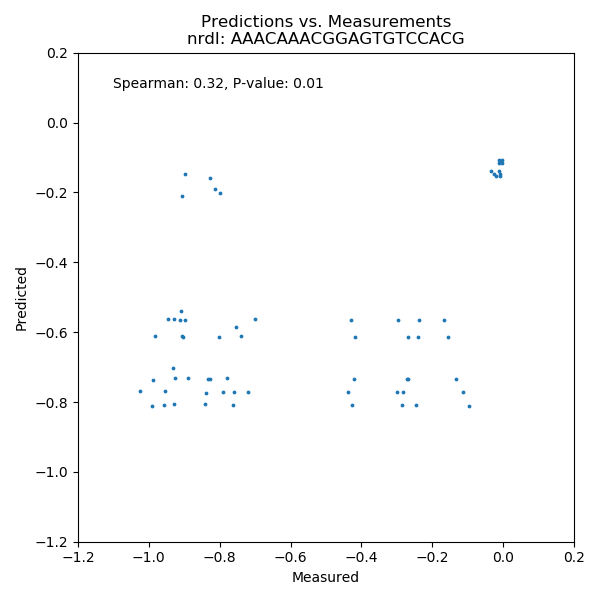 Predictions vs. Measurements
nrdI: AAACAAACGGAGTGTCCACG
Spearman: 0.32, P-value: 0.01
0.2
0.0
−0.2
−0.4
−0.6
−0.8
−1.0
−1.2
Predicted
−1.2 −1.0 −0.8 −0.6 −0.4 −0.2 0.0 0.2
Measured